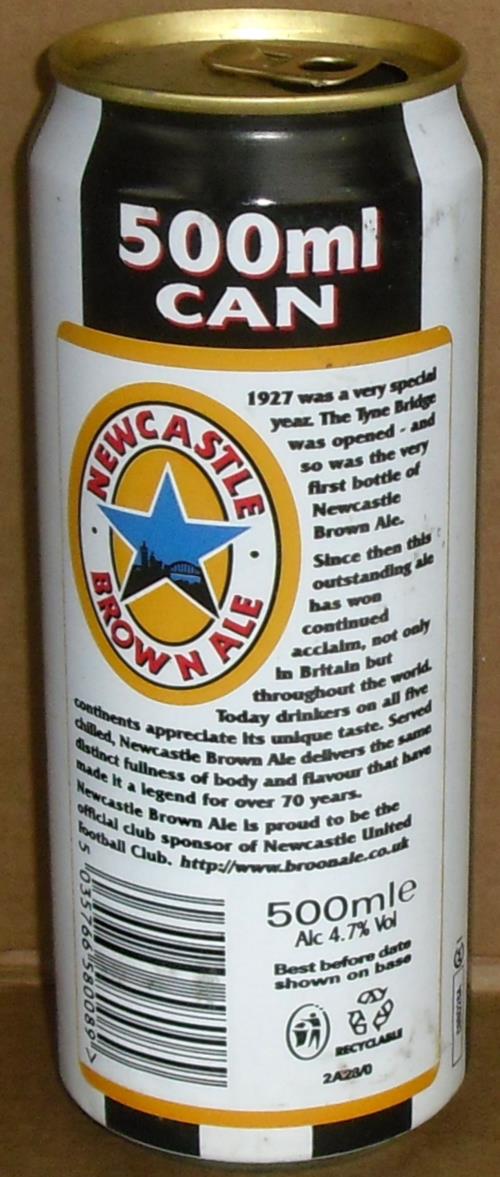 500ml
CAN
NEWCASTLE
BROWN ALE
1927 was a very special
year. The Tyne Bridge
was opened - and
so was the very
first bottle of
Newcastle
Brown Ale.
Since then this
outstanding ale
has won
continued
acclaim, not only
in Britain but
throughout the world.
Today drinkers on all five
continents appreciate its unique taste. Served
chilled, Newcastle Brown Ale delivers the same
distinct fullness of body and flavour that have
made it a legend for over 70 years.
Newcastle Brown Ale is proud to be the
official club sponsor of Newcastle United
Football Club. http://www.broonale.co.uk
5 035766 580089 >
500mle
Alc 4.7% Vol
Best before date
shown on base
RECYCLABLE
2A28/0